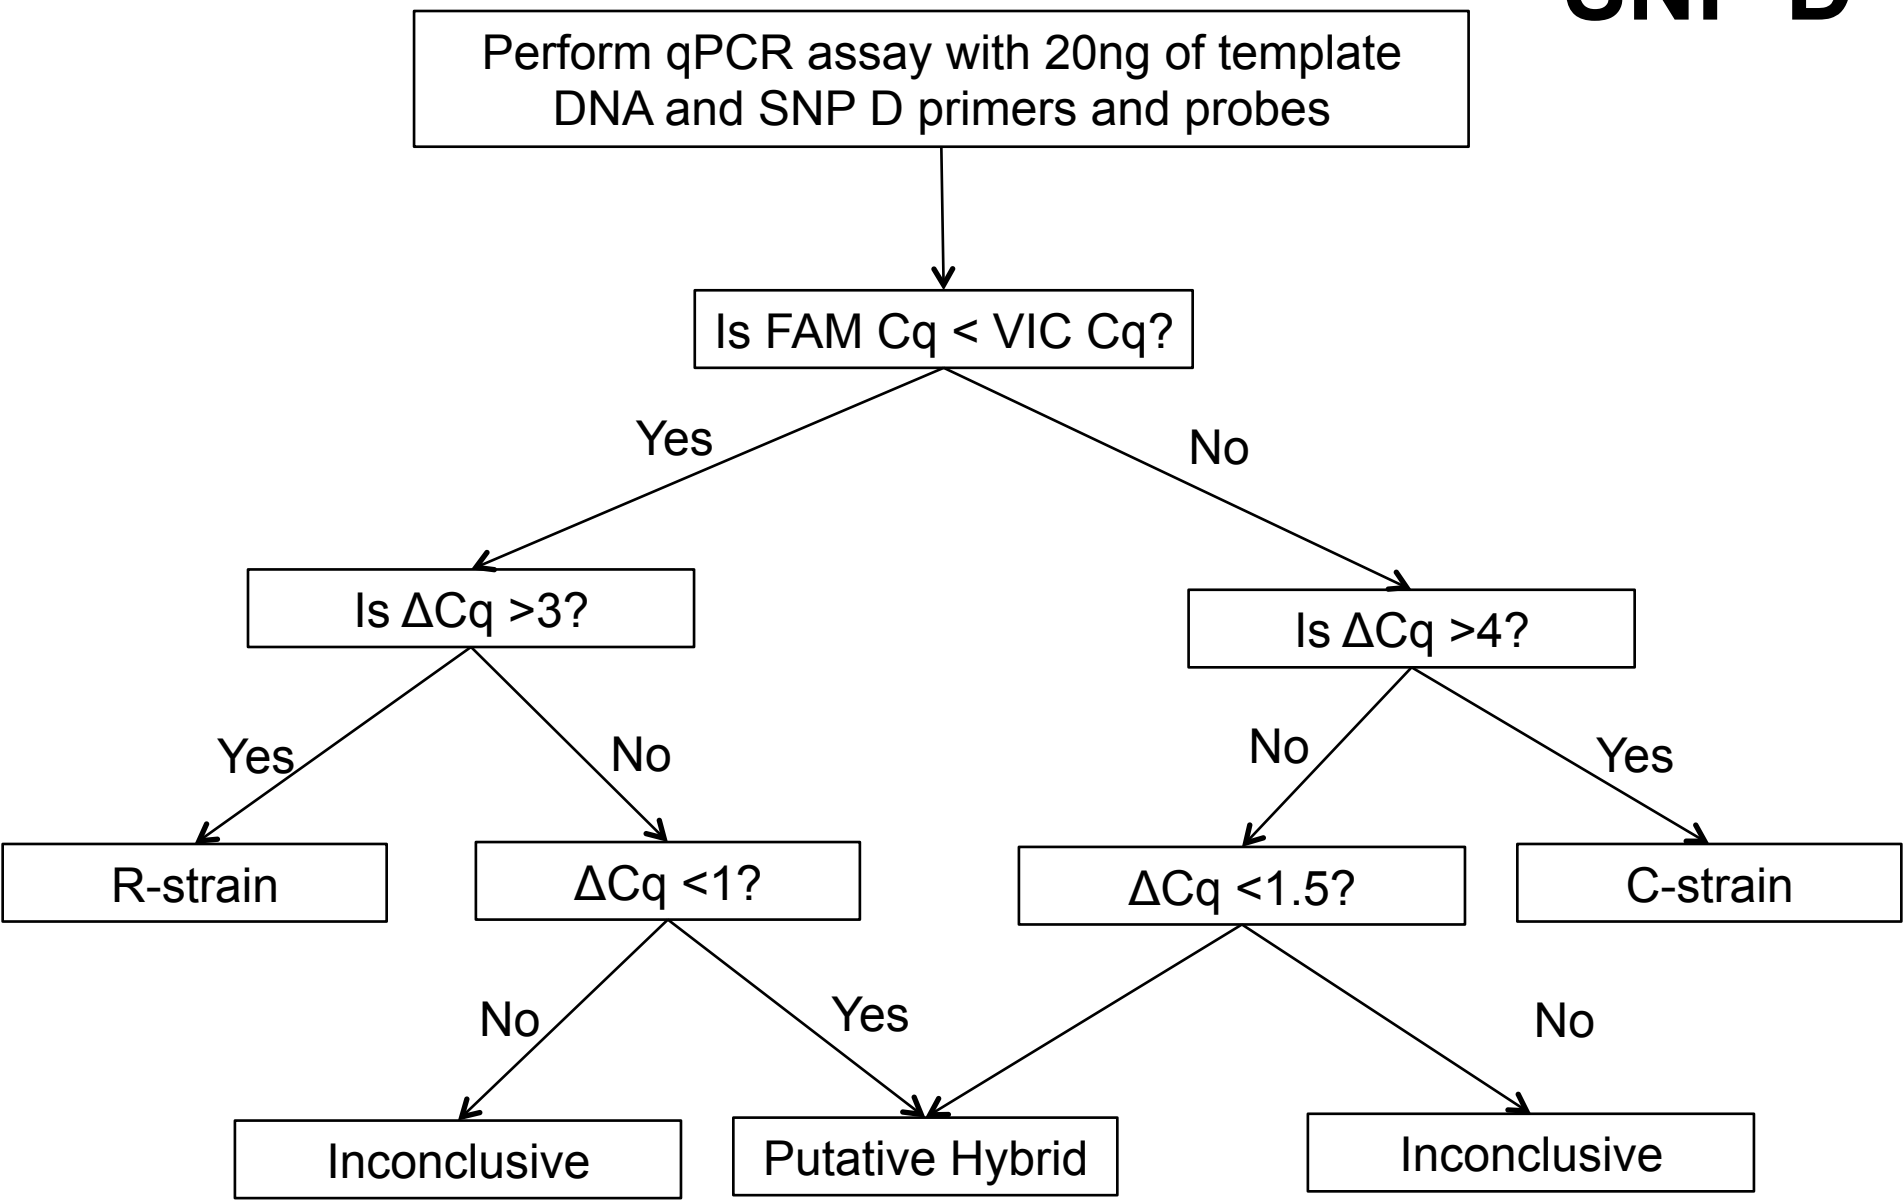 SNP D
Perform qPCR assay with 20ng of template
DNA and SNP D primers and probes
Is FAM Cq < VIC Cq?
Yes
No
Is ΔCq >3?
Is ΔCq >4?
Yes
No
No
Yes
R-strain
ΔCq <1?
ΔCq <1.5?
C-strain
No
Yes
No
Inconclusive
Putative Hybrid
Inconclusive